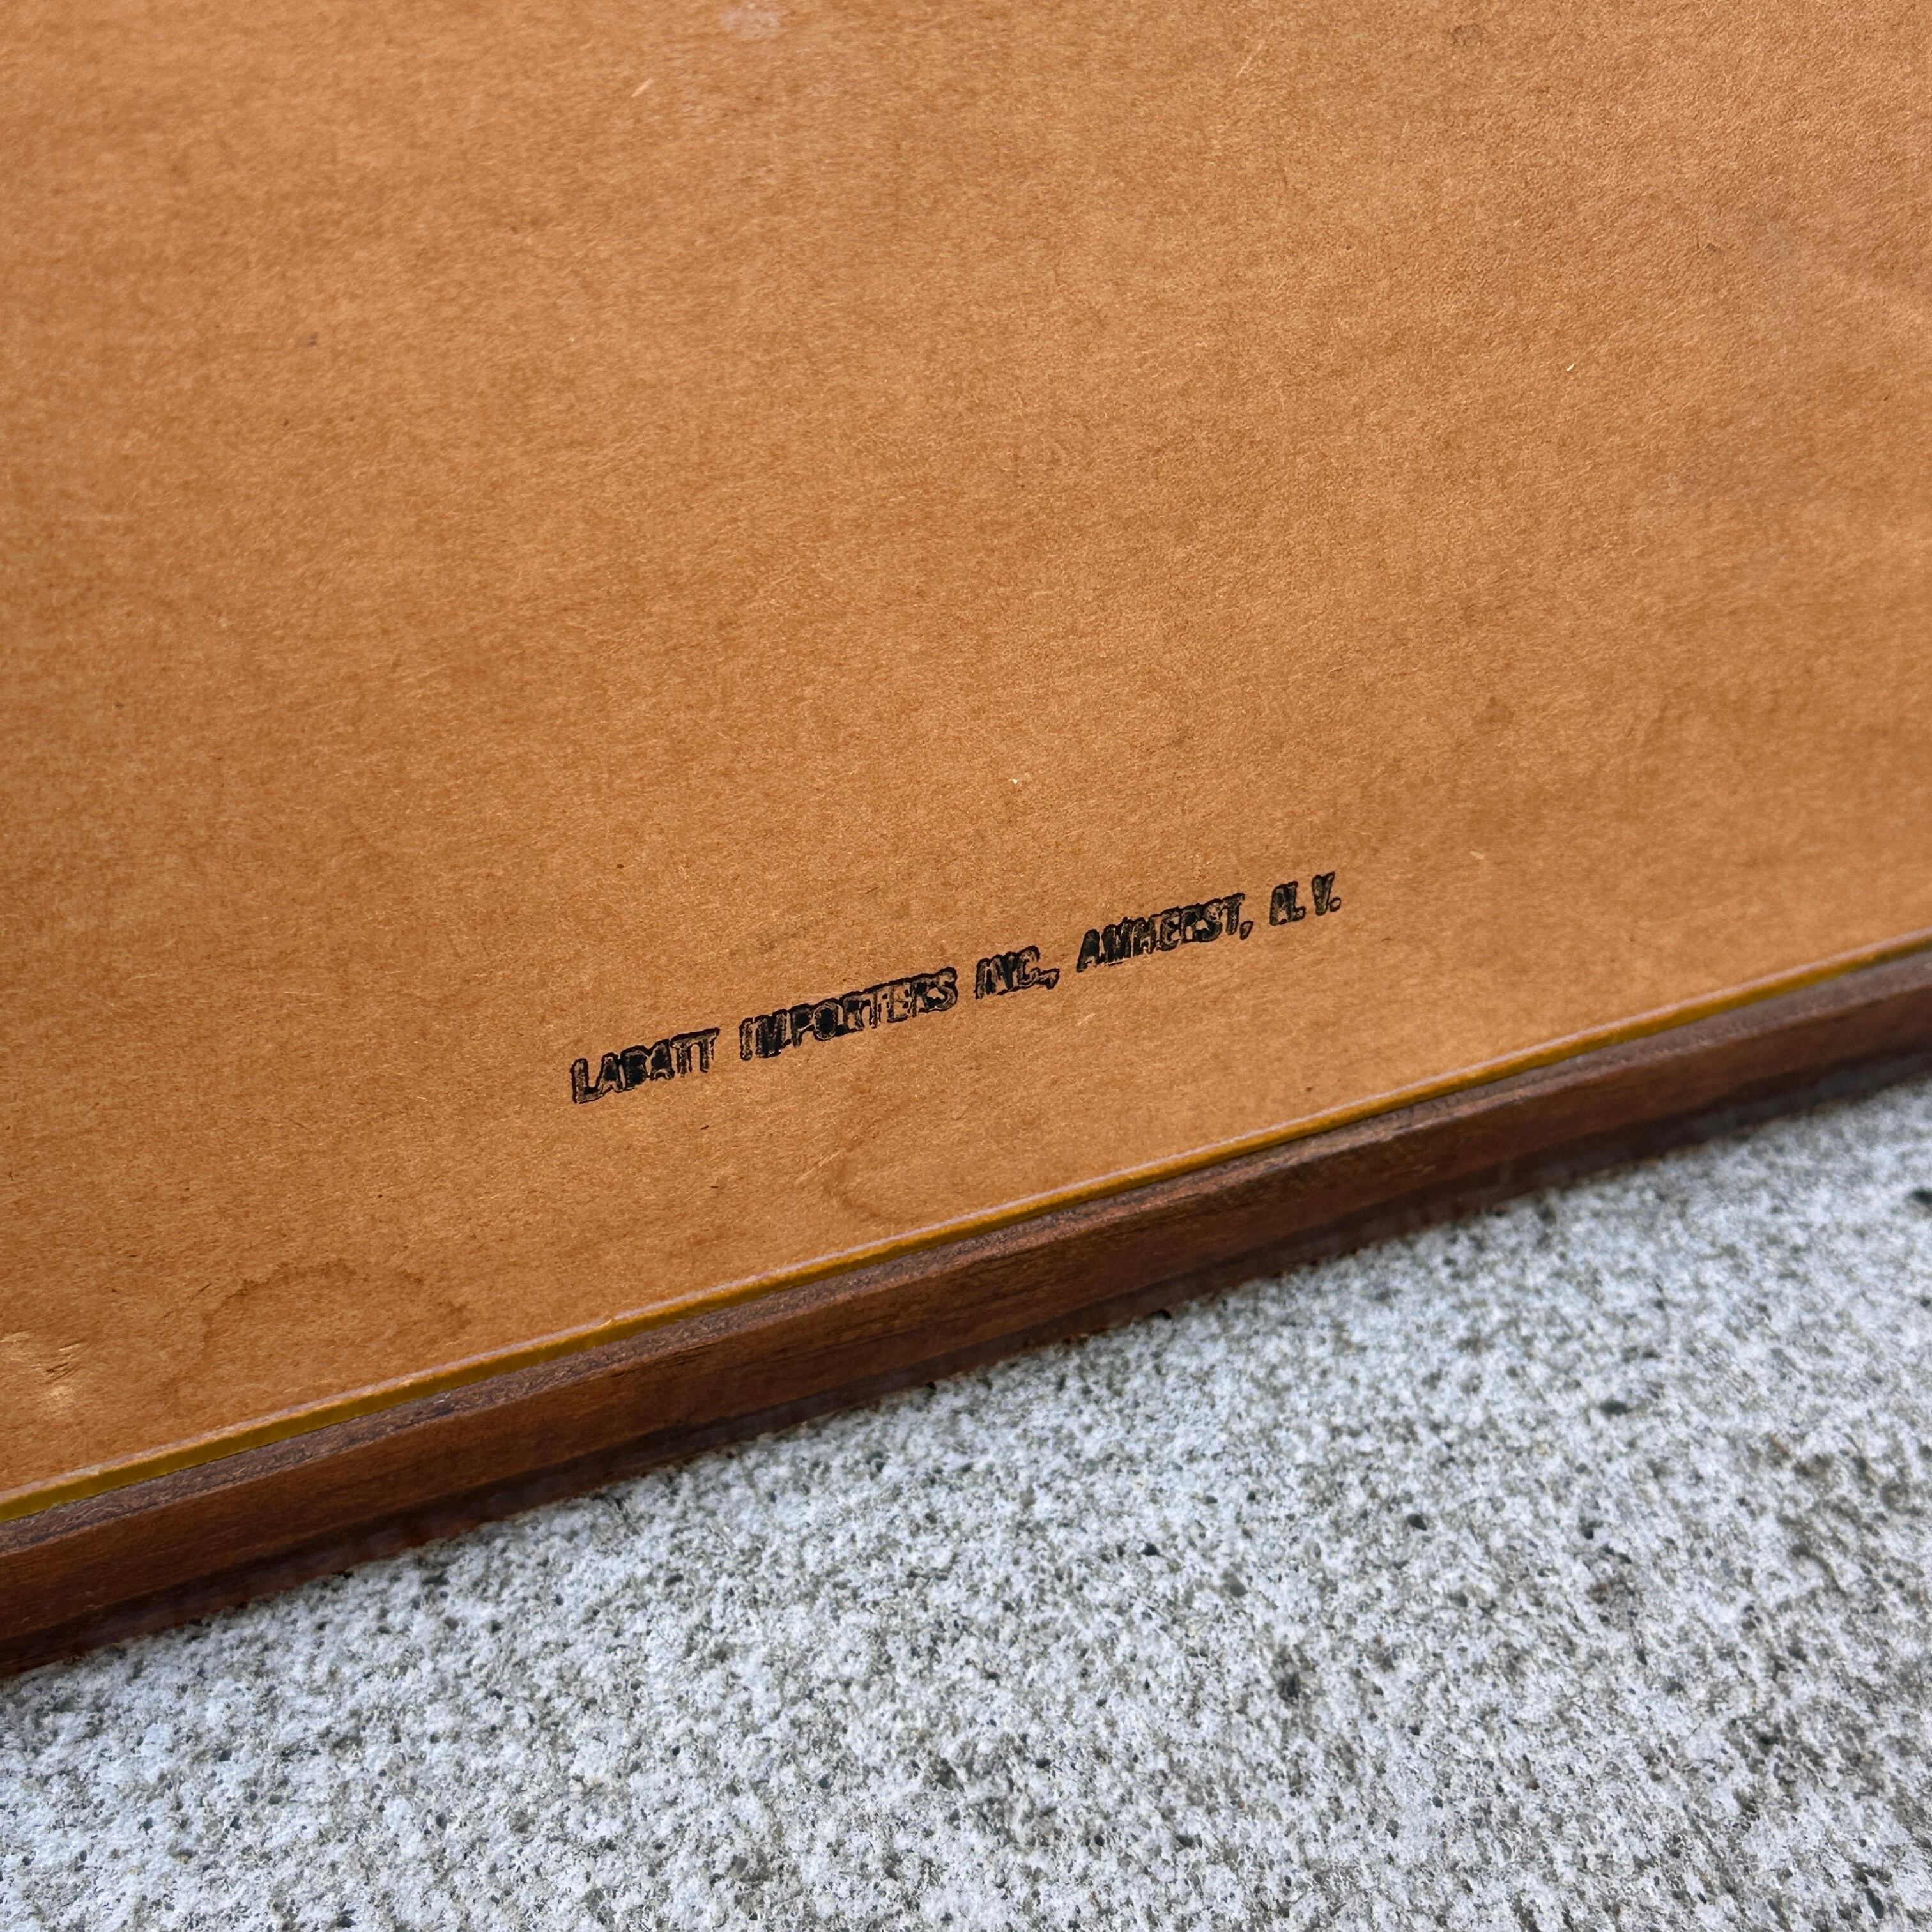 LABATT IMPORTERS INC., AMHERST, N.Y.